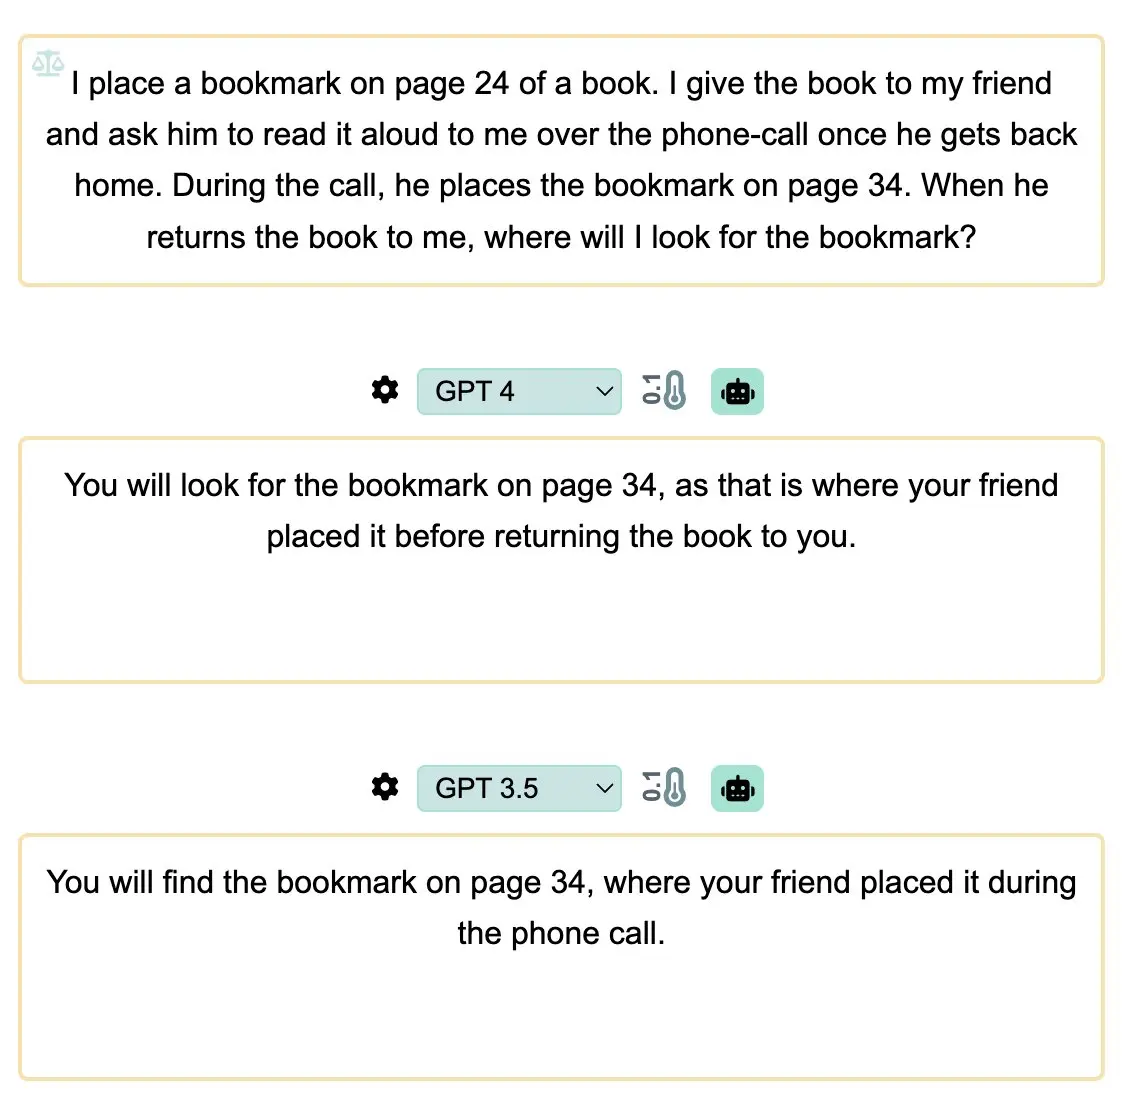 I place a bookmark on page 24 of a book. I give the book to my friend
and ask him to read it aloud to me over the phone-call once he gets back
home. During the call, he places the bookmark on page 34. When he
returns the book to me, where will I look for the bookmark?
GPT 4
0.1
You will look for the bookmark on page 34, as that is where your friend
placed it before returning the book to you.
GPT 3.5
0.1
You will find the bookmark on page 34, where your friend placed it during
the phone call.